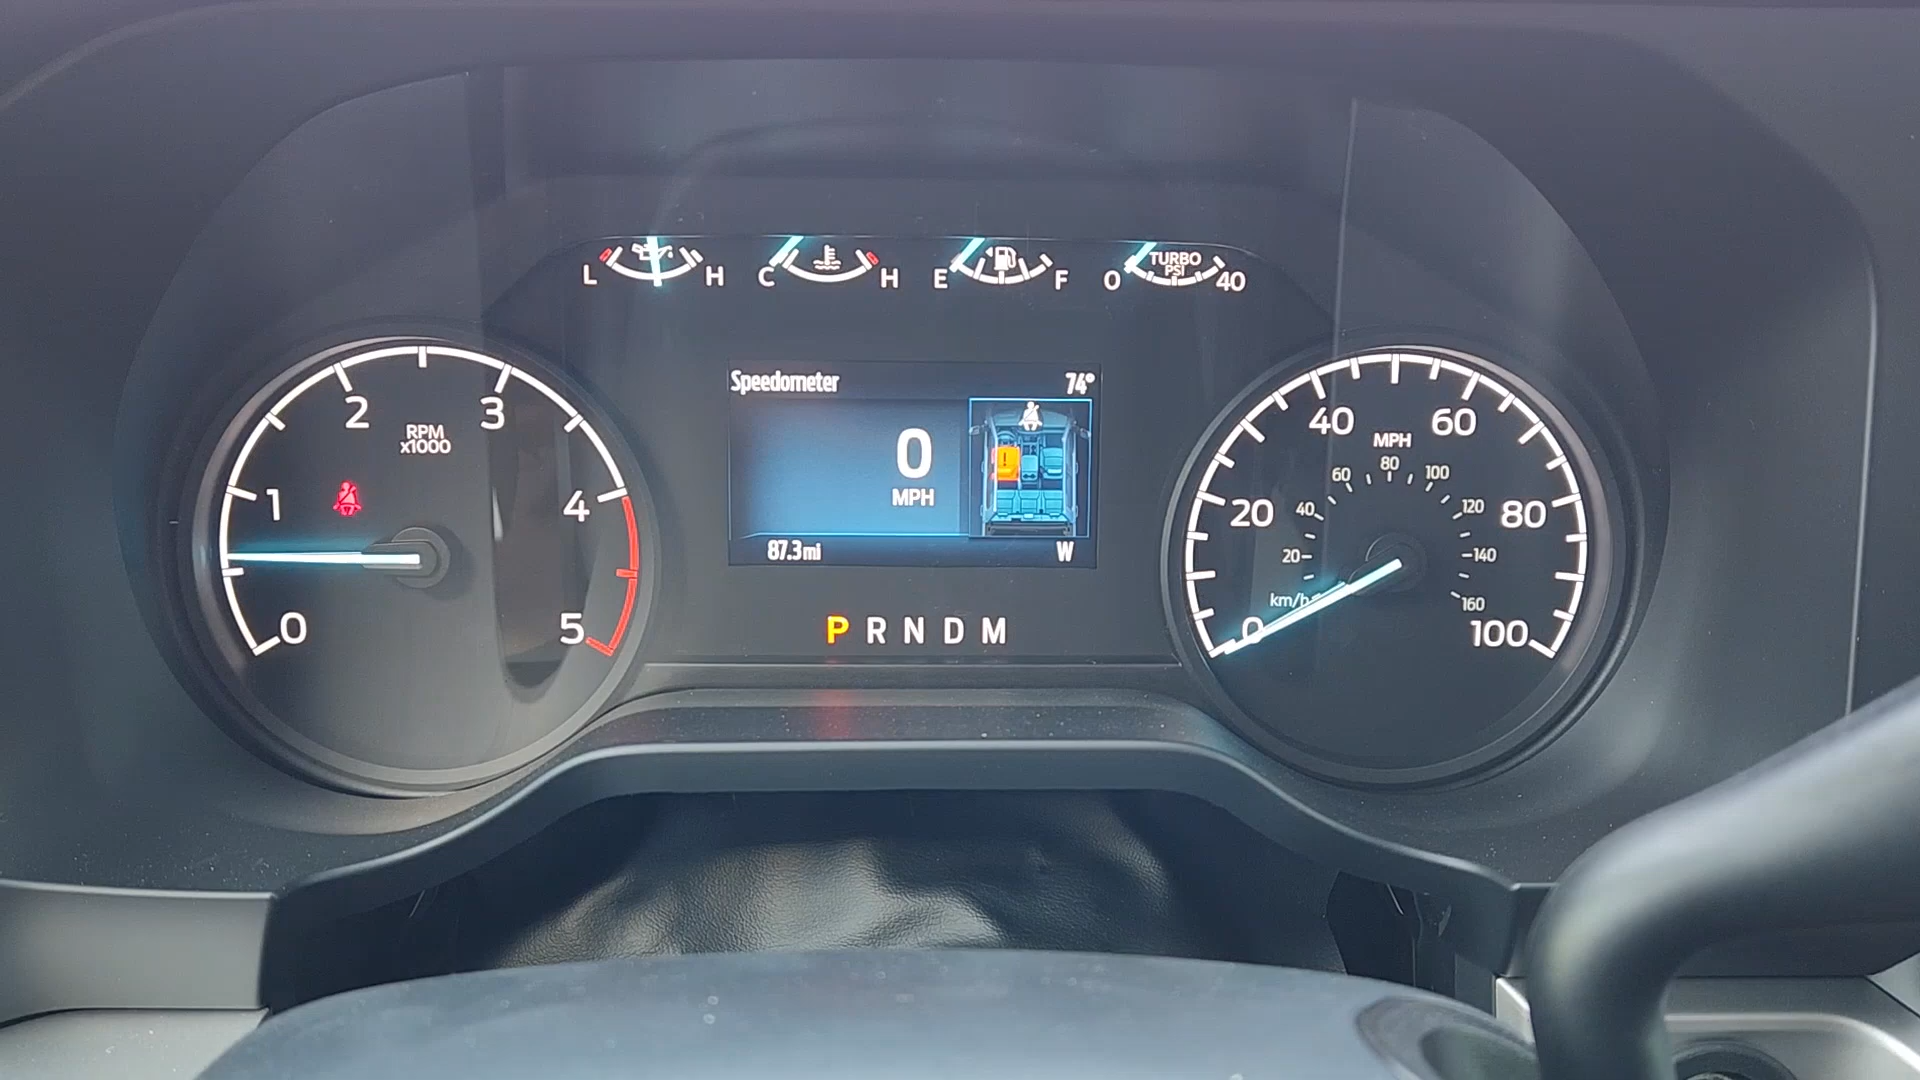 L H C H E F 0 TURBO PSI 40
Speedometer 74°
0
MPH
87.3mi W
P R N D M
0 1 2 3 4 5
RPM
x1000
0 20 40 60 80 100
MPH
km/h 20 40 60 80 100 120 140 160